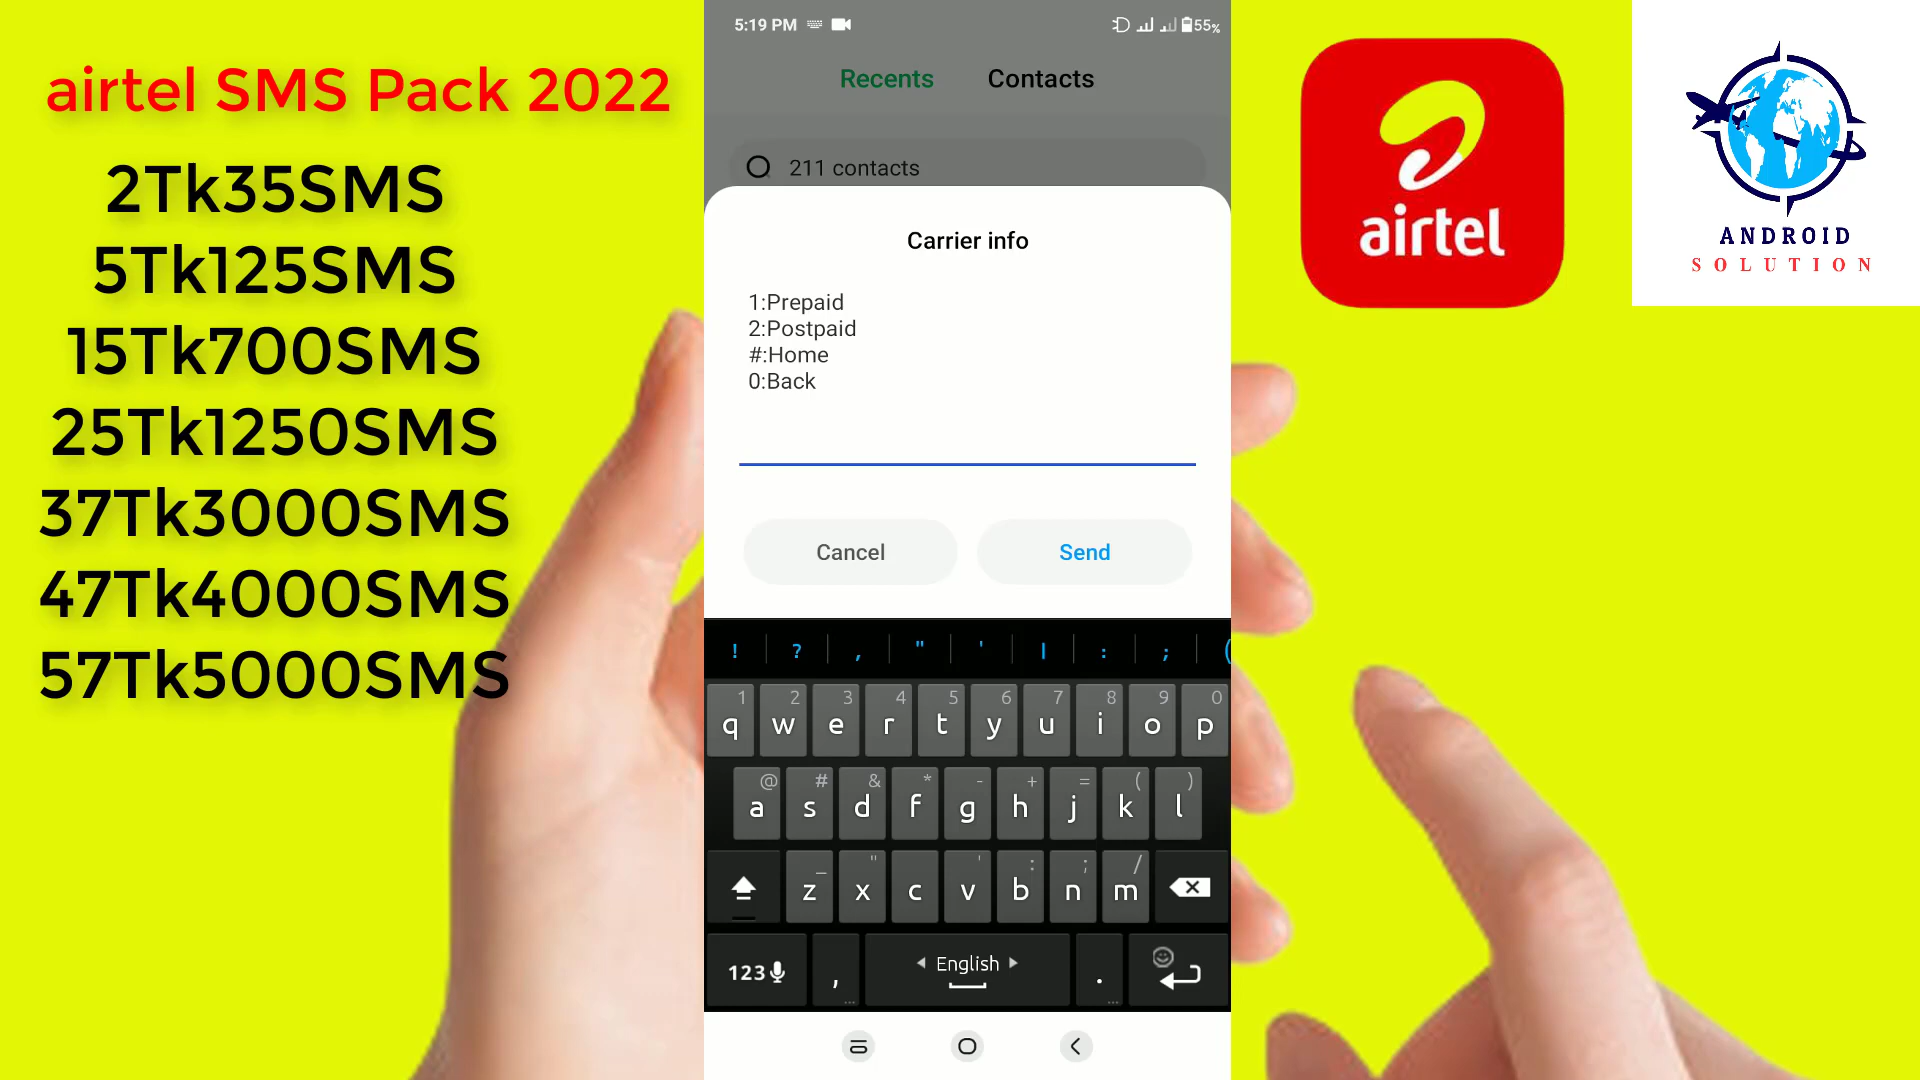 airtel SMS Pack 2022
2Tk35SMS
5Tk125SMS
15Tk700SMS
25Tk1250SMS
37Tk3000SMS
47Tk4000SMS
57Tk5000SMS
5:19 PM
55%
Recents Contacts
211 contacts
Carrier info
1:Prepaid
2:Postpaid
#:Home
0:Back
Cancel Send
! ? , " ' | : ; (
1 2 3 4 5 6 7 8 9 0
q w e r t y u i o p
@ # & * - + = ( )
a s d f g h j k l
_ " ' : ; /
z x c v b n m
123 , English .
airtel
ANDROID
SOLUTION